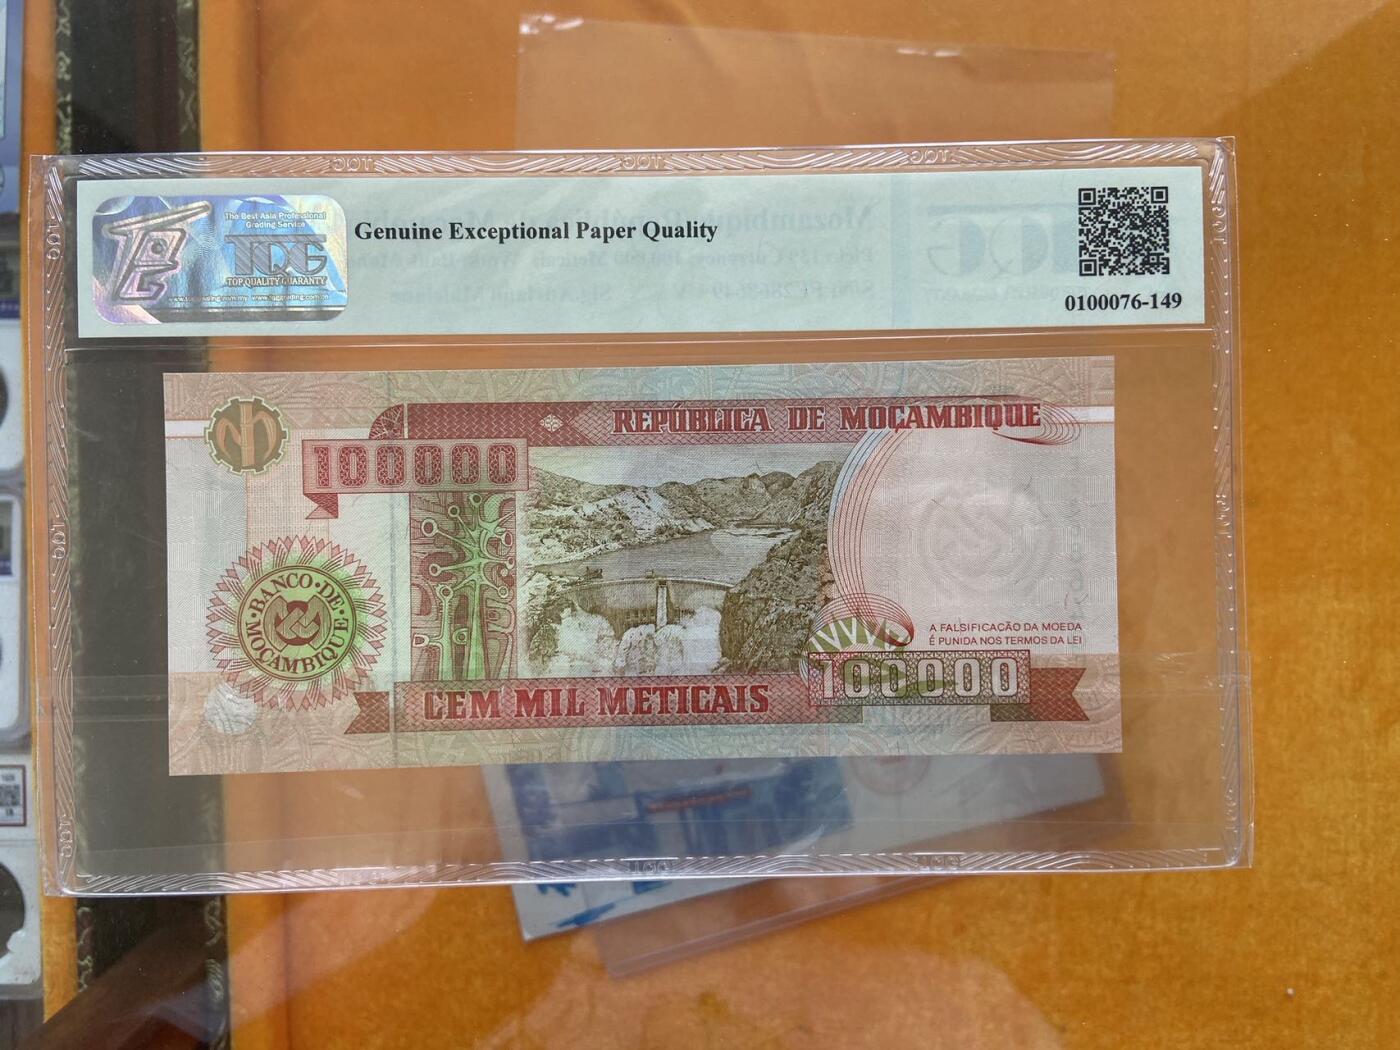 The Best Asia Professional
Grading Service
TQG
TOP QUALITY GUARANTY
Genuine Exceptional Paper Quality
0100076-149
REPÚBLICA DE MOÇAMBIQUE
100000
BANCO·DE·
MOÇAMBIQUE
A FALSIFICAÇÃO DA MOEDA
É PUNIDA NOS TERMOS DA LEI
100000
CEM MIL METICAIS